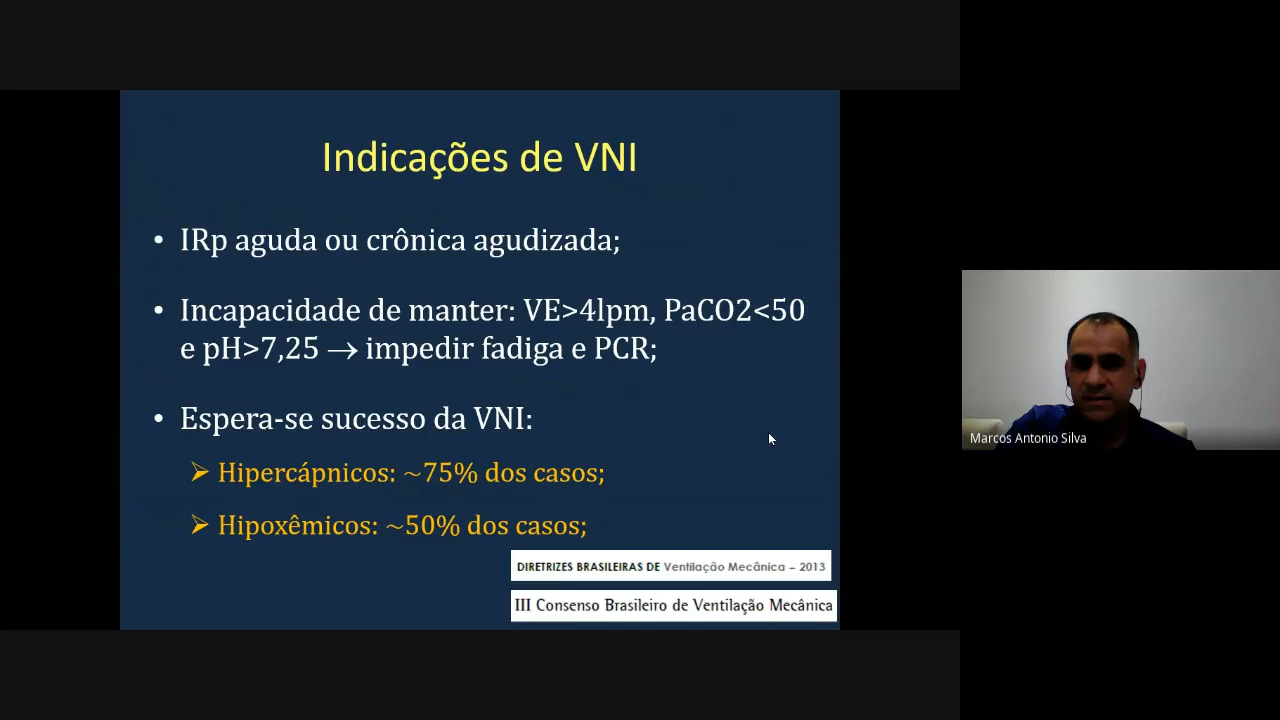 Indicações de VNI
• IRp aguda ou crônica agudizada;
• Incapacidade de manter: VE>4lpm, PaCO2<50
e pH>7,25 → impedir fadiga e PCR;
• Espera-se sucesso da VNI:
➢ Hipercápnicos: ~75% dos casos;
➢ Hipoxêmicos: ~50% dos casos;
DIRETRIZES BRASILEIRAS DE Ventilação Mecânica – 2013
III Consenso Brasileiro de Ventilação Mecânica
Marcos Antonio Silva